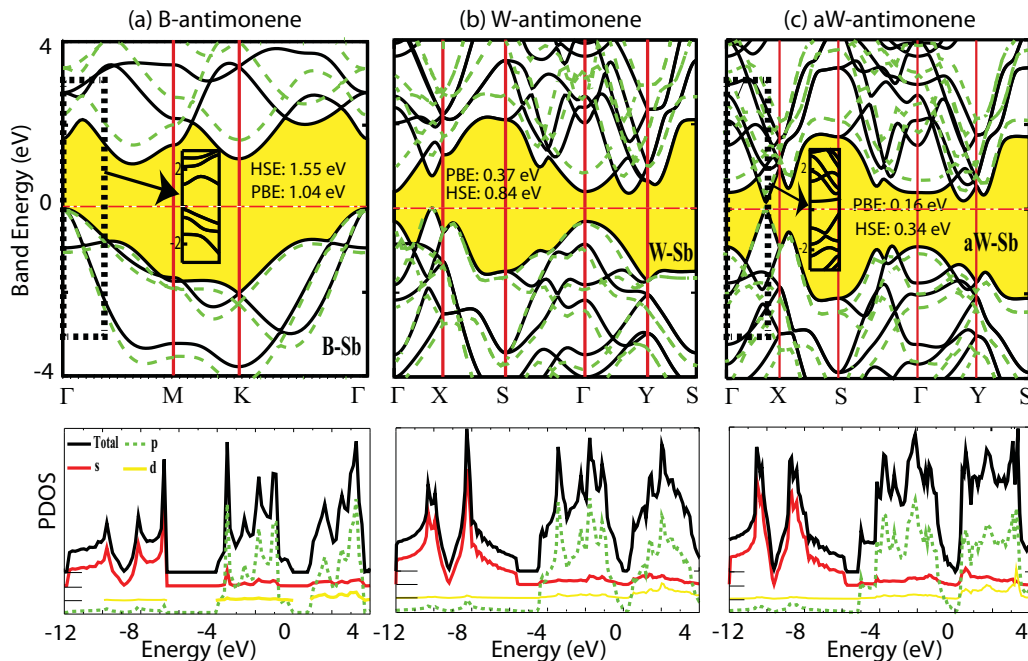 (a) B-antimonene
(b) W-antimonene
(c) aW-antimonene
Band Energy (eV)
4
0
-4
2
-2
HSE: 1.55 eV
PBE: 1.04 eV
B-Sb
Γ M K Γ
PBE: 0.37 eV
HSE: 0.84 eV
W-Sb
Γ X S Γ Y S
2
-2
PBE: 0.16 eV
HSE: 0.34 eV
aW-Sb
Γ X S Γ Y S
PDOS
Total p
s d
-12 -8 -4 0 4
-12 -8 -4 0 4
-12 -8 -4 0 4
Energy (eV)
Energy (eV)
Energy (eV)